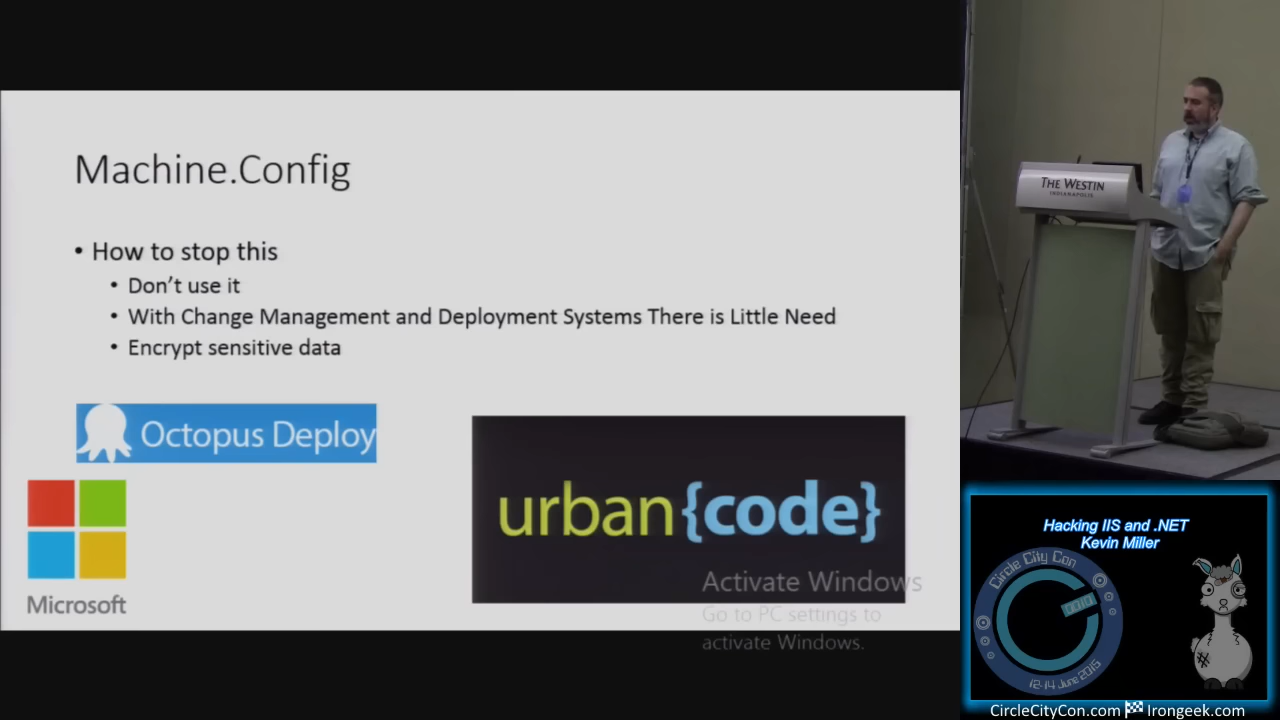 Machine.Config
• How to stop this
• Don't use it
• With Change Management and Deployment Systems There is Little Need
• Encrypt sensitive data
Octopus Deploy
urban{code}
Microsoft
Activate Windows
Go to PC settings to
activate Windows.
THE WESTIN
INDIANAPOLIS
Hacking IIS and .NET
Kevin Miller
Circle City Con
12-14 June 2015
CircleCityCon.com Irongeek.com